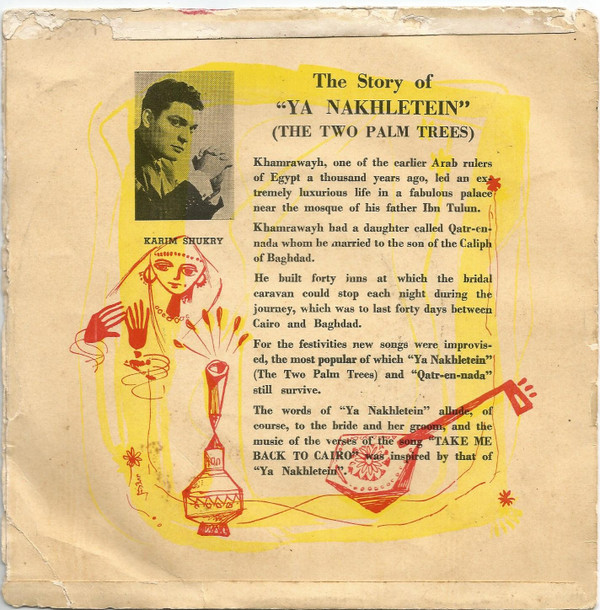 The Story of
"YA NAKHLETEIN"
(THE TWO PALM TREES)
KARIM SHUKRY
Khamrawayh, one of the earlier Arab rulers
of Egypt a thousand years ago, led an ex-
tremely luxurious life in a fabulous palace
near the mosque of his father Ibn Tulun.
Khamrawayh had a daughter called Qatr-en-
nada whom he married to the son of the Caliph
of Baghdad.
He built forty inns at which the bridal
caravan could stop each night during the
journey, which was to last forty days between
Cairo and Baghdad.
For the festivities new songs were improvis-
ed, the most popular of which "Ya Nakhletein"
(The Two Palm Trees) and "Qatr-en-nada"
still survive.
The words of "Ya Nakhletein" allude, of
course, to the bride and her groom, and the
music of the verses of the song "TAKE ME
BACK TO CAIRO" was inspired by that of
"Ya Nakhletein".